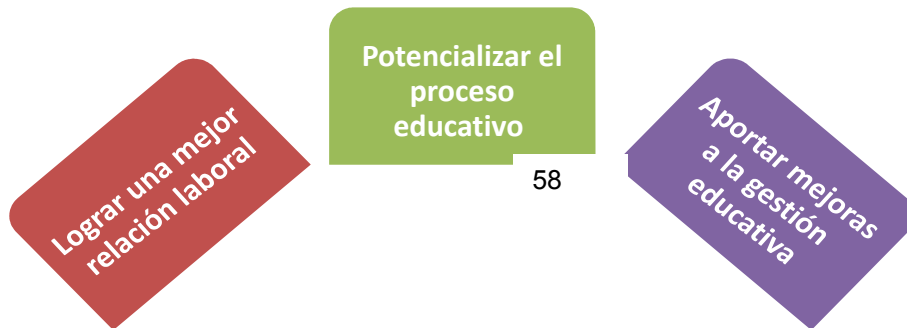 Lograr una mejor
relación laboral
Potencializar el
proceso
educativo
58
Aportar mejoras
a la gestión
educativa